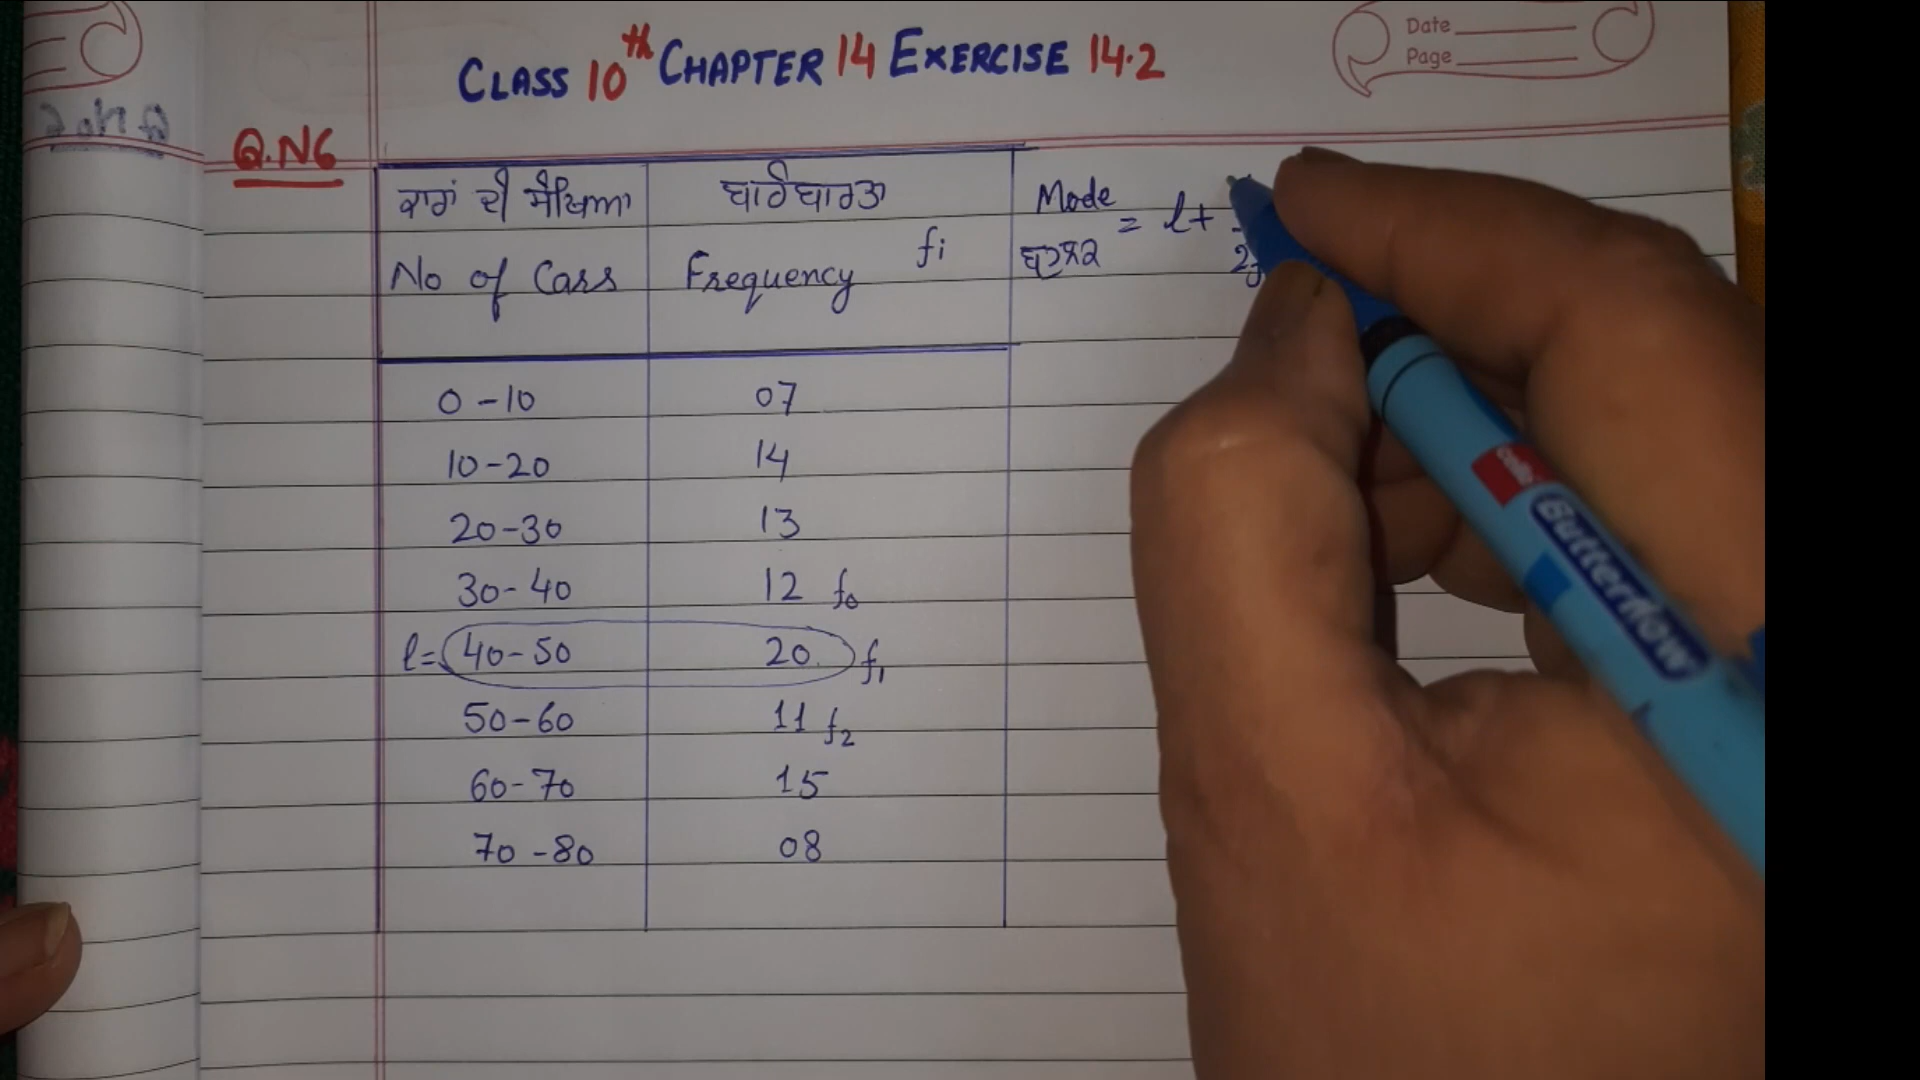 CLASS 10th CHAPTER 14 EXERCISE 14.2
Date
Page
Q.N6
ਕਾਰਾਂ ਦੀ ਸੰਖਿਆ
ਬਾਰੰਬਾਰਤਾ
No of Cars
Frequency fi
Mode
ਬਹੁਲਕ
= l+
2f
0-10 07
10-20 14
20-30 13
30-40 12 f0
l= 40-50 20 f1
50-60 11 f2
60-70 15
70-80 08
cello
Butterflow